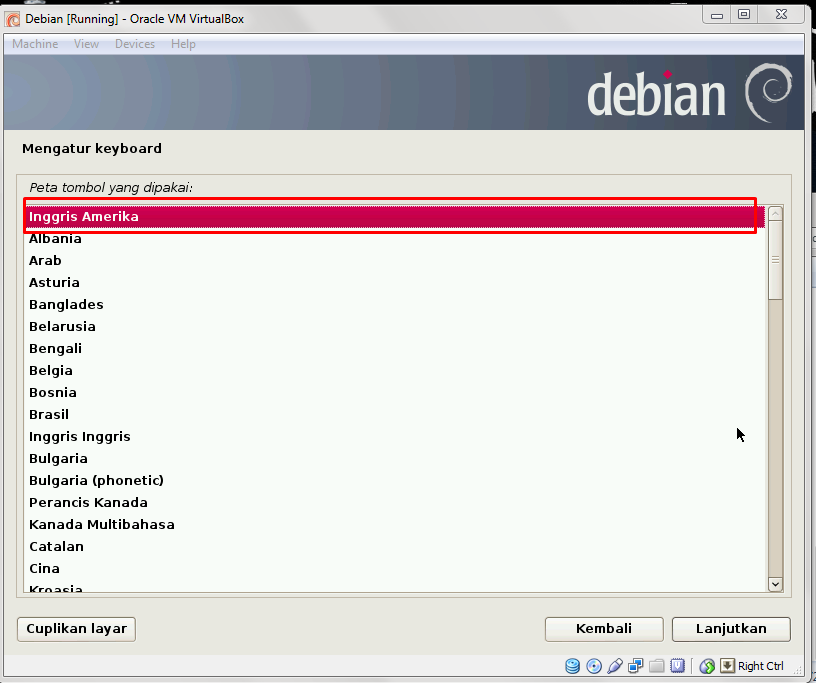 Debian [Running] - Oracle VM VirtualBox
Machine View Devices Help
debian
Mengatur keyboard
Peta tombol yang dipakai:
Inggris Amerika
Albania
Arab
Asturia
Banglades
Belarusia
Bengali
Belgia
Bosnia
Brasil
Inggris Inggris
Bulgaria
Bulgaria (phonetic)
Perancis Kanada
Kanada Multibahasa
Catalan
Cina
Kroasia
Cuplikan layar Kembali Lanjutkan
Right Ctrl